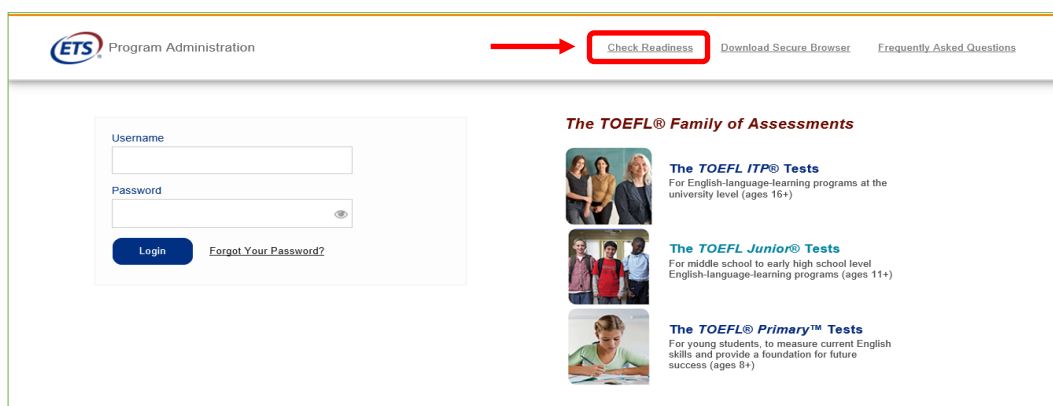 ETS® Program Administration
Check Readiness Download Secure Browser Frequently Asked Questions
Username
Password
Login Forgot Your Password?
The TOEFL® Family of Assessments
The TOEFL ITP® Tests
For English-language-learning programs at the
university level (ages 16+)
The TOEFL Junior® Tests
For middle school to early high school level
English-language-learning programs (ages 11+)
The TOEFL® Primary™ Tests
For young students, to measure current English
skills and provide a foundation for future
success (ages 8+)